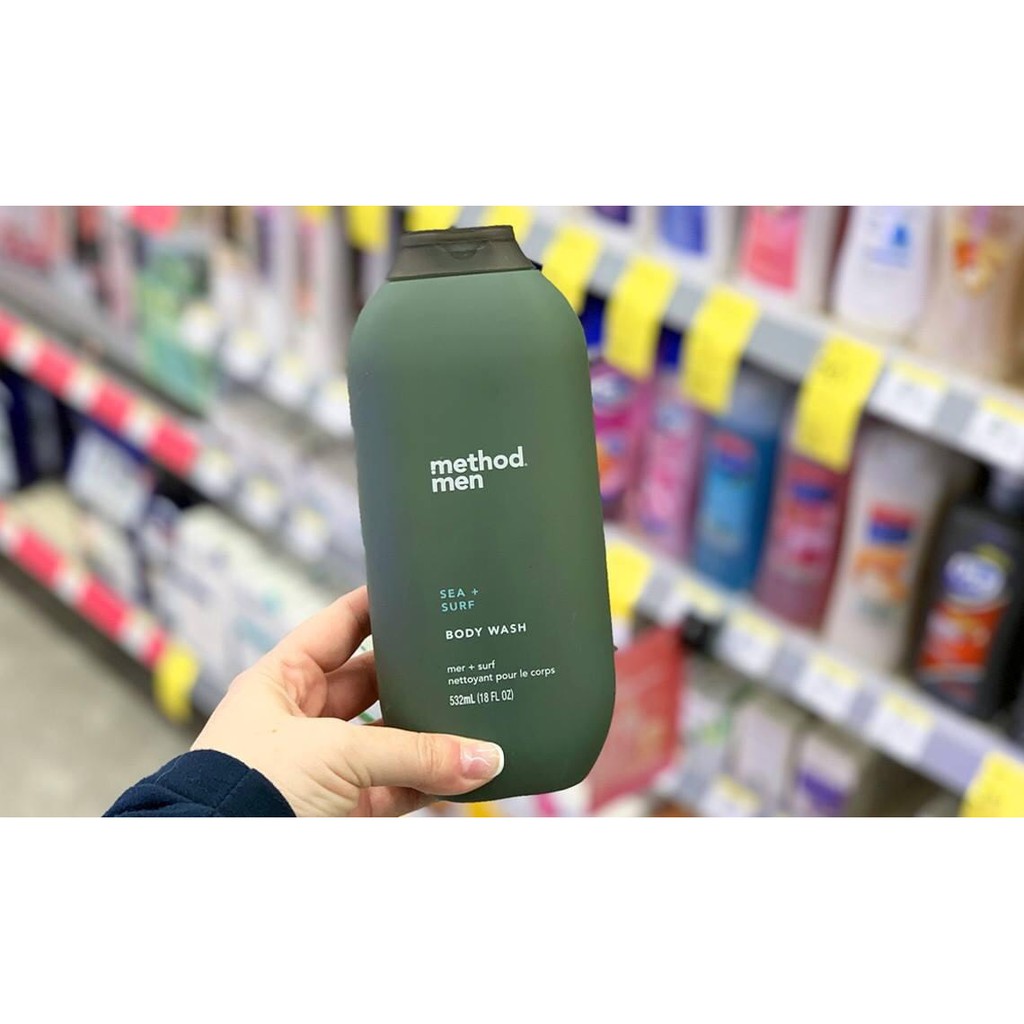 method
men
SEA +
SURF
BODY WASH
mer + surf
nettoyant pour le corps
532mL (18 FL OZ)